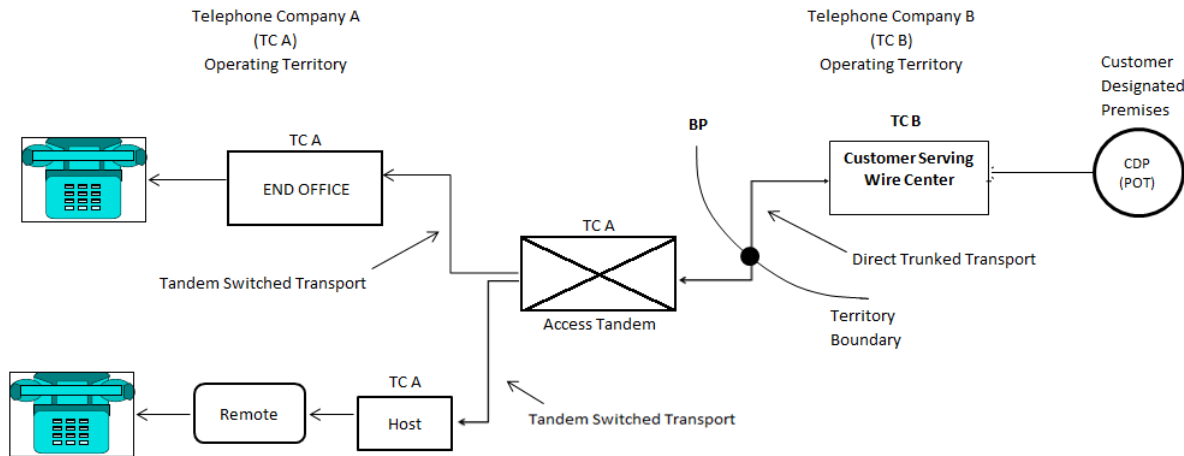 Telephone Company A
(TC A)
Operating Territory
Telephone Company B
(TC B)
Operating Territory
Customer
Designated
Premises
TC A
END OFFICE
BP
TC B
Customer Serving
Wire Center
CDP
(POT)
TC A
Access Tandem
Tandem Switched Transport
Direct Trunked Transport
Territory
Boundary
TC A
Remote
Host
Tandem Switched Transport